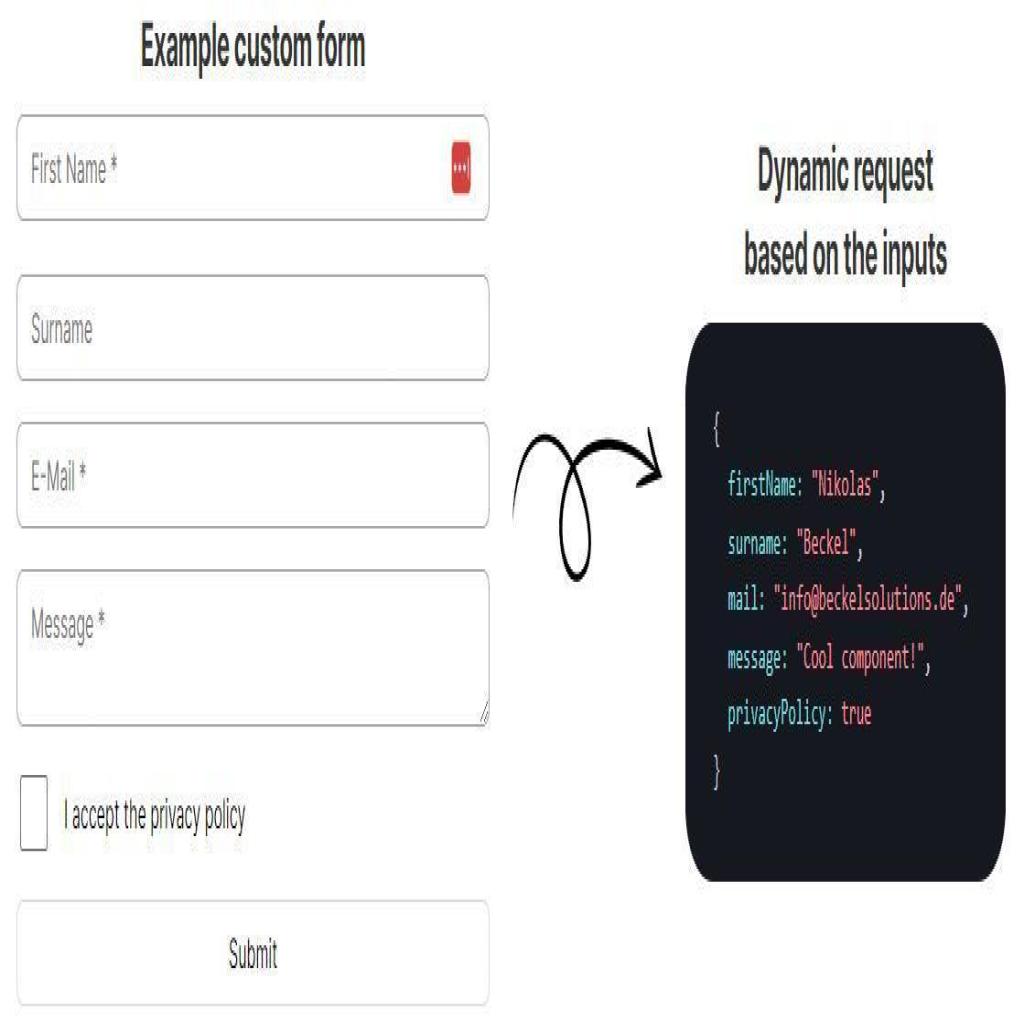 Example custom form
First Name *
Surname
E-Mail *
Message *
I accept the privacy policy
Submit
Dynamic request
based on the inputs
{
firstName: "Nikolas",
surname: "Beckel",
mail: "info@beckelsolutions.de",
message: "Cool component!",
privacyPolicy: true
}